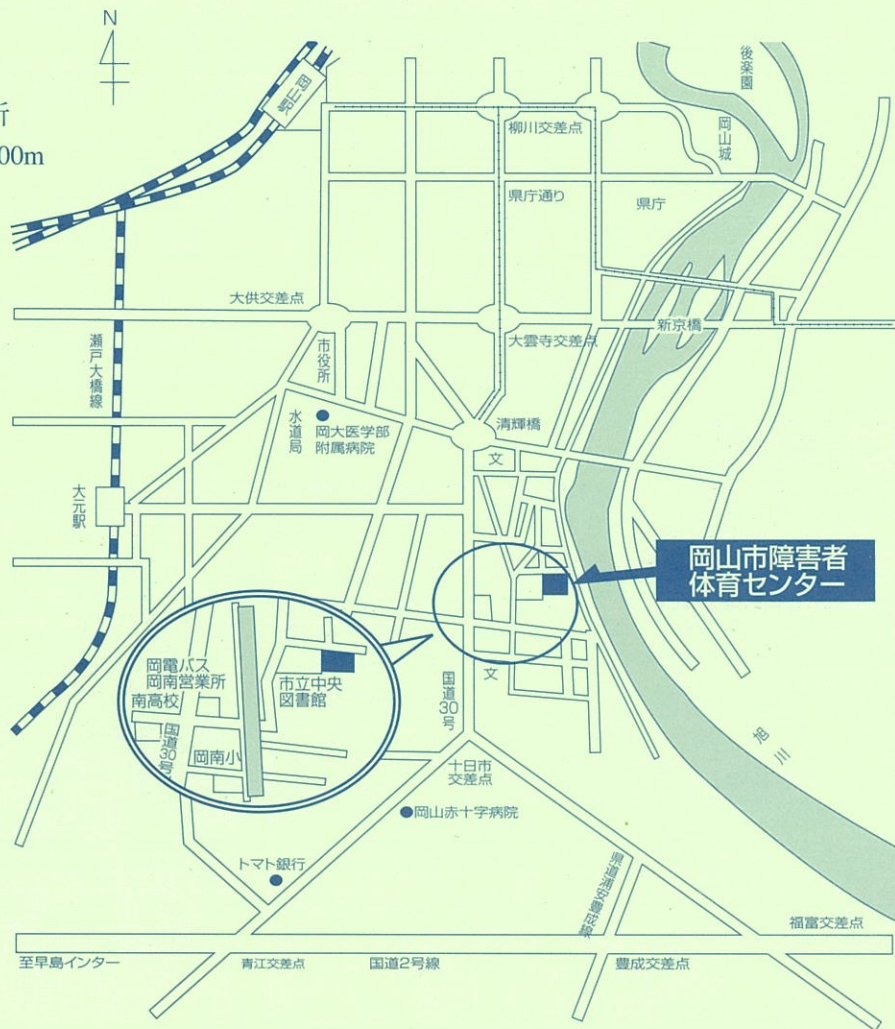 N
所
00m
岡山駅
後楽園
岡山城
柳川交差点
県庁通り
県庁
大供交差点
大雲寺交差点
新京橋
瀬戸大橋線
市役所
水道局
岡大医学部
附属病院
清輝橋
文
大元駅
岡山市障害者
体育センター
岡電バス
岡南営業所
南高校
国道30号
岡南小
市立中央
図書館
国道30号
文
旭川
十日市
交差点
岡山赤十字病院
トマト銀行
県道浦安豊成線
福富交差点
至早島インター
青江交差点
国道2号線
豊成交差点